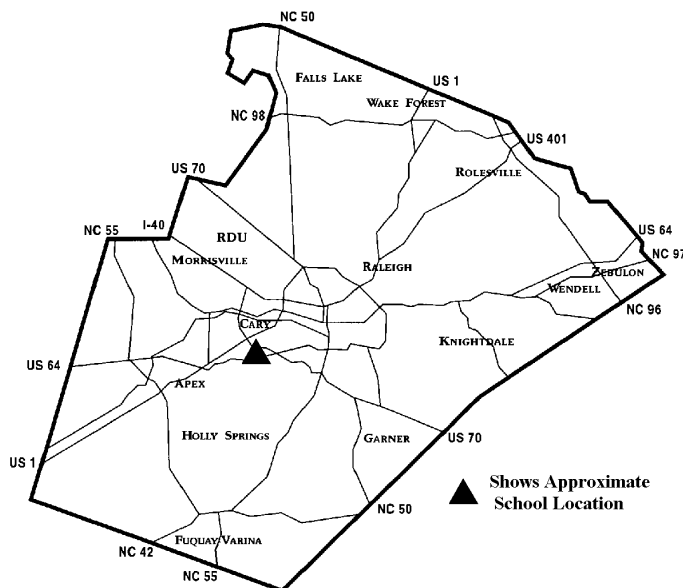 NC 50
FALLS LAKE
US 1
WAKE FOREST
NC 98
US 401
US 70
ROLESVILLE
NC 55
I-40
RDU
MORRISVILLE
RALEIGH
US 64
NC 97
ZEBULON
WENDELL
NC 96
CARY
KNIGHTDALE
US 64
APEX
HOLLY SPRINGS
GARNER
US 70
US 1
Shows Approximate
School Location
NC 50
FUQUAY-VARINA
NC 42
NC 55